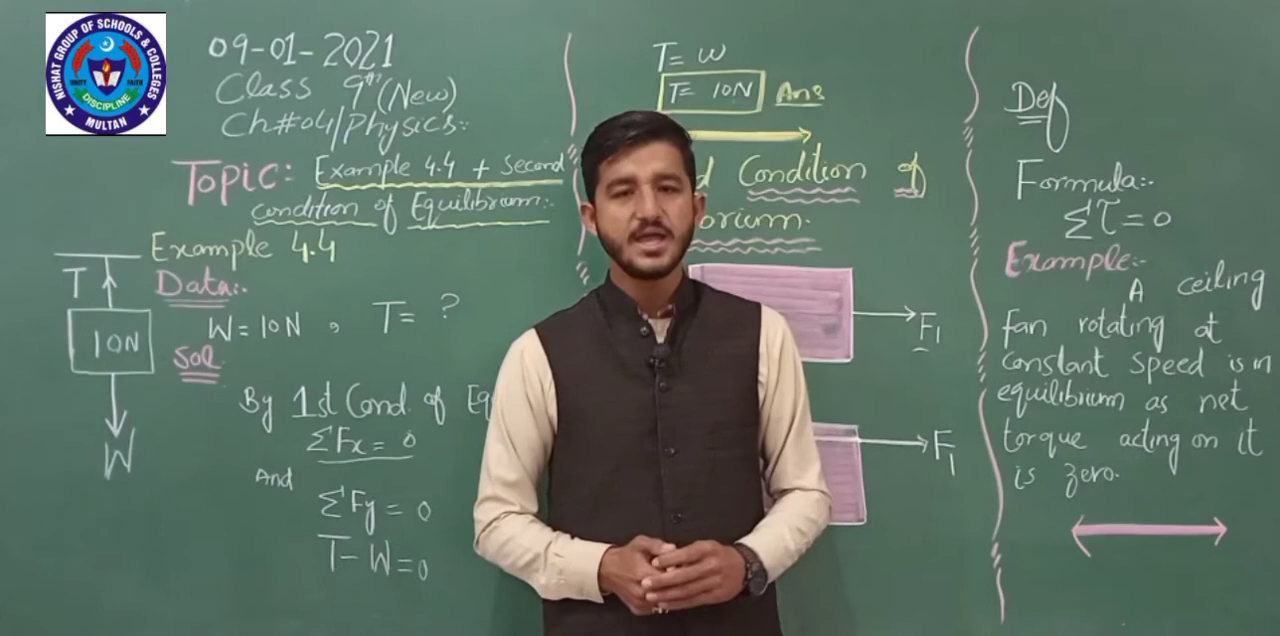 NISHAT GROUP OF SCHOOLS & COLLEGES
UNITY FAITH
DISCIPLINE
MULTAN
09-01-2021
Class 9th (New)
Ch#04/Physics:-
Topic: Example 4.4 + Second
condition of Equilibrium:-
Example 4.4
T
10N
W
Data:-
W = 10N , T = ?
Sol
By 1st Cond. of Eq
ΣFx = 0
And
ΣFy = 0
T - W = 0
T = W
T = 10N Ans
d Condition of
brium.
F1
F1
Def
Formula:-
Στ = 0
Example:-
A ceiling
fan rotating at
constant speed is in
equilibrium as net
torque acting on it
is zero.